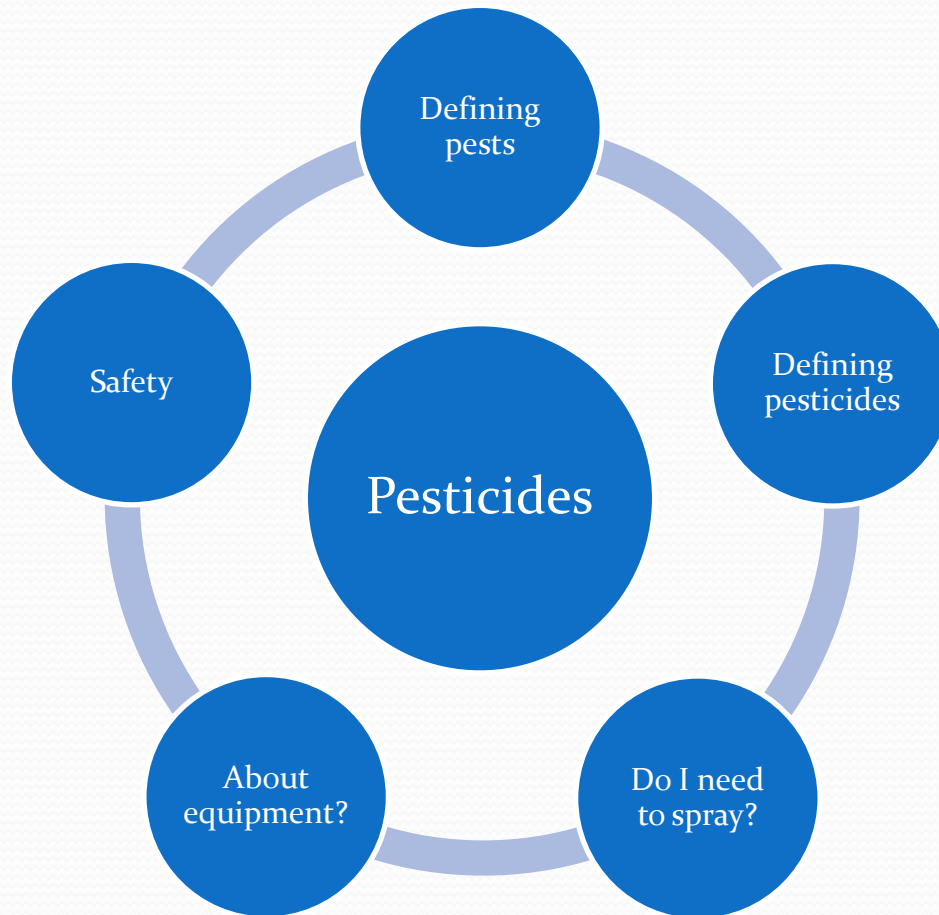 Defining
pests
Defining
pesticides
Do I need
to spray?
About
equipment?
Safety
Pesticides